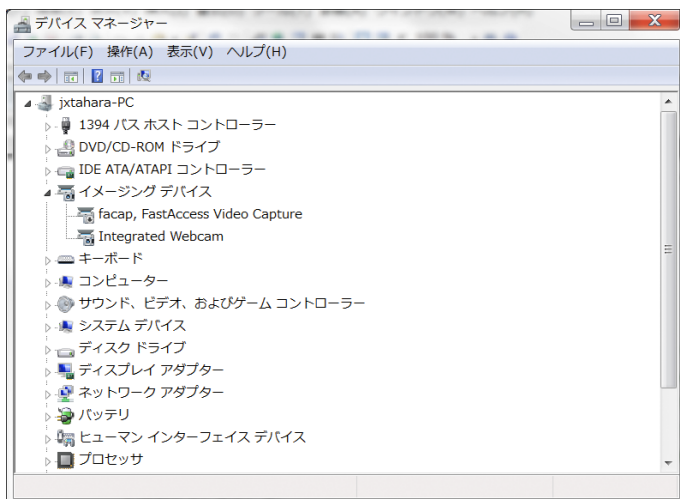 デバイス マネージャー
ファイル(F) 操作(A) 表示(V) ヘルプ(H)
jxtahara-PC
1394 バス ホスト コントローラー
DVD/CD-ROM ドライブ
IDE ATA/ATAPI コントローラー
イメージング デバイス
facap, FastAccess Video Capture
Integrated Webcam
キーボード
コンピューター
サウンド、ビデオ、およびゲーム コントローラー
システム デバイス
ディスク ドライブ
ディスプレイ アダプター
ネットワーク アダプター
バッテリ
ヒューマン インターフェイス デバイス
プロセッサ